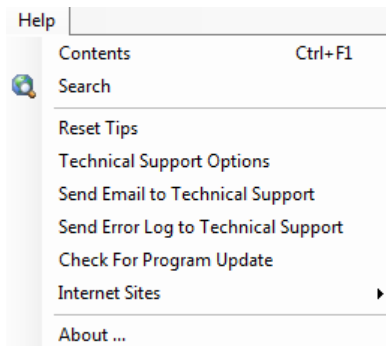 Help
Contents Ctrl+F1
Search
Reset Tips
Technical Support Options
Send Email to Technical Support
Send Error Log to Technical Support
Check For Program Update
Internet Sites
About ...